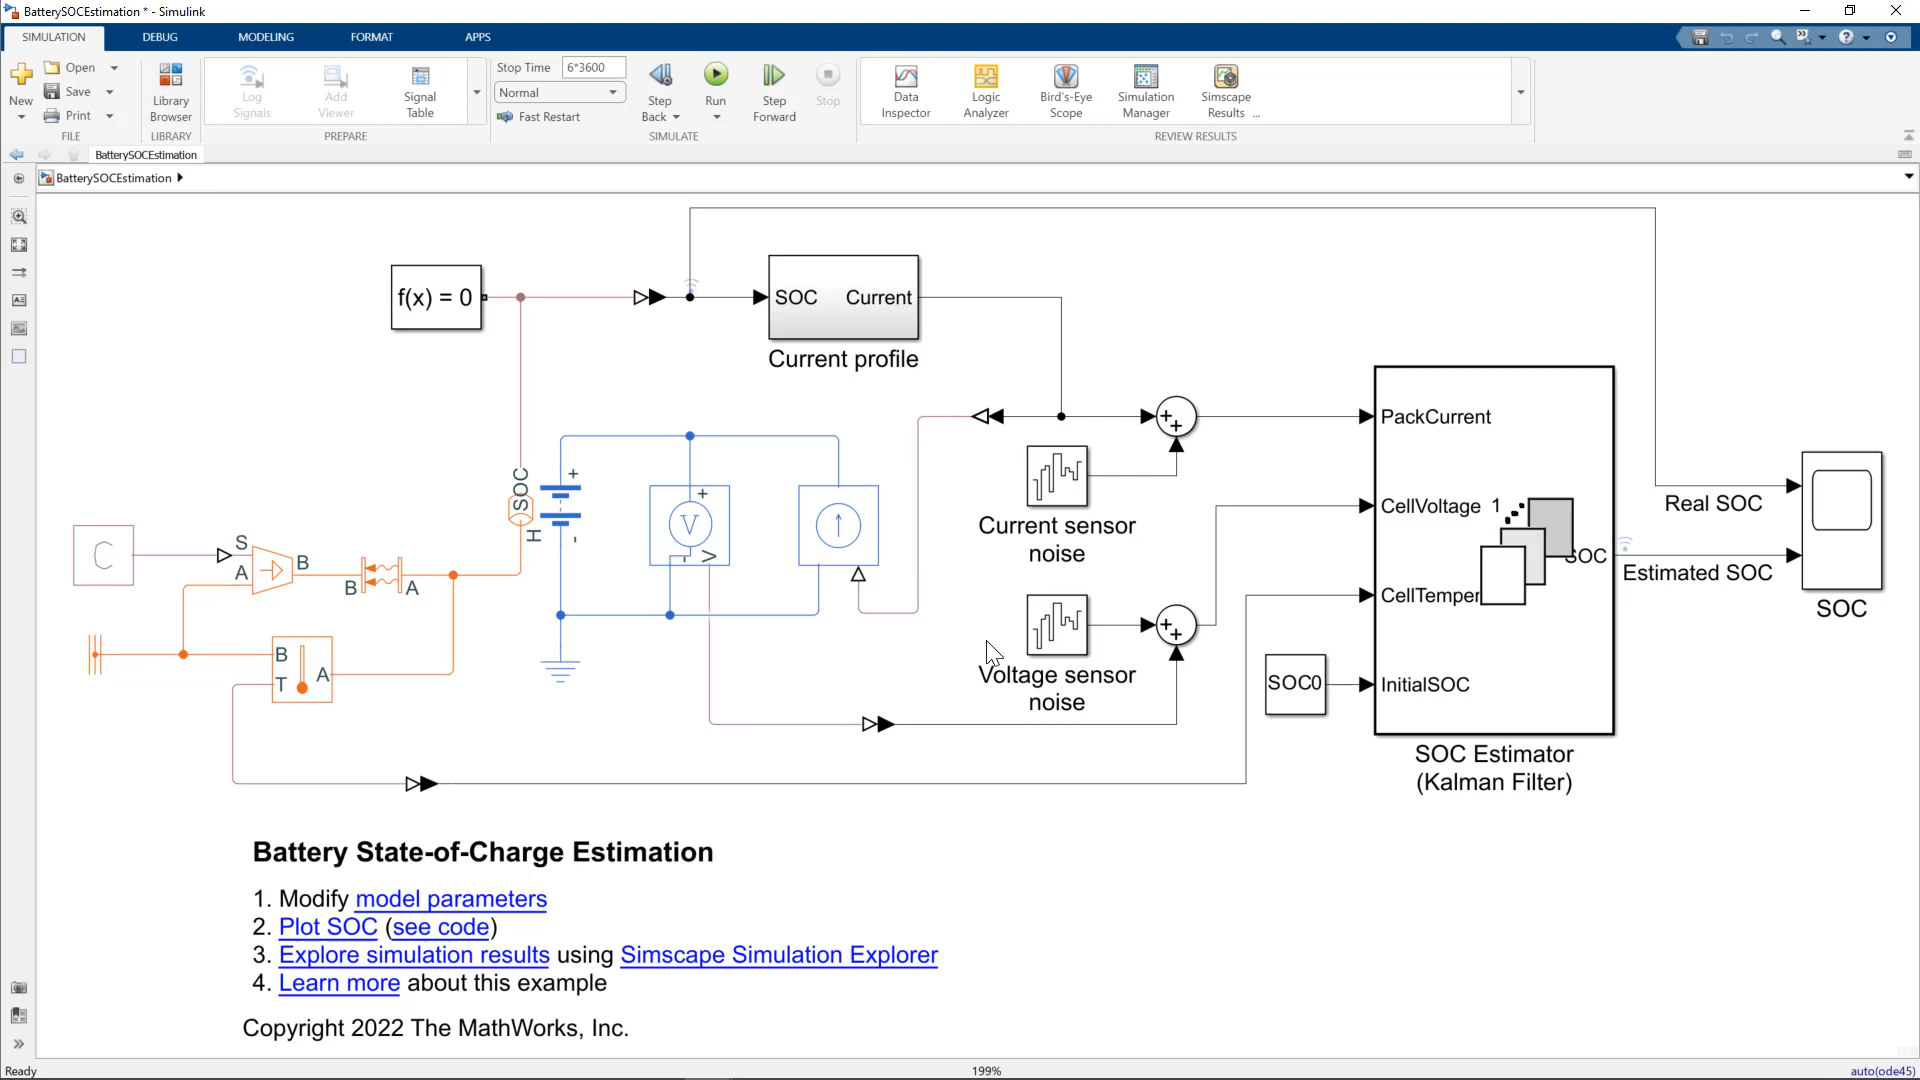 BatterySOCEstimation * - Simulink
SIMULATION
DEBUG
MODELING
FORMAT
APPS
New
Open
Save
Print
FILE
Library
Browser
LIBRARY
Log
Signals
Add
Viewer
Signal
Table
PREPARE
Stop Time
6*3600
Normal
Fast Restart
Step
Back
Run
Step
Forward
Stop
SIMULATE
Data
Inspector
Logic
Analyzer
Bird's-Eye
Scope
Simulation
Manager
Simscape
Results ...
REVIEW RESULTS
BatterySOCEstimation
BatterySOCEstimation
f(x) = 0
SOC
Current
Current profile
PackCurrent
Current sensor
noise
CellVoltage
1
SOC
CellTemper
InitialSOC
SOC0
SOC Estimator
(Kalman Filter)
Real SOC
Estimated SOC
SOC
Voltage sensor
noise
SOC
H
+
-
+
V
-
V
C
S
A
B
B
A
B
T
A
Battery State-of-Charge Estimation
1. Modify model parameters
2. Plot SOC (see code)
3. Explore simulation results using Simscape Simulation Explorer
4. Learn more about this example
Copyright 2022 The MathWorks, Inc.
Ready
199%
auto(ode45)